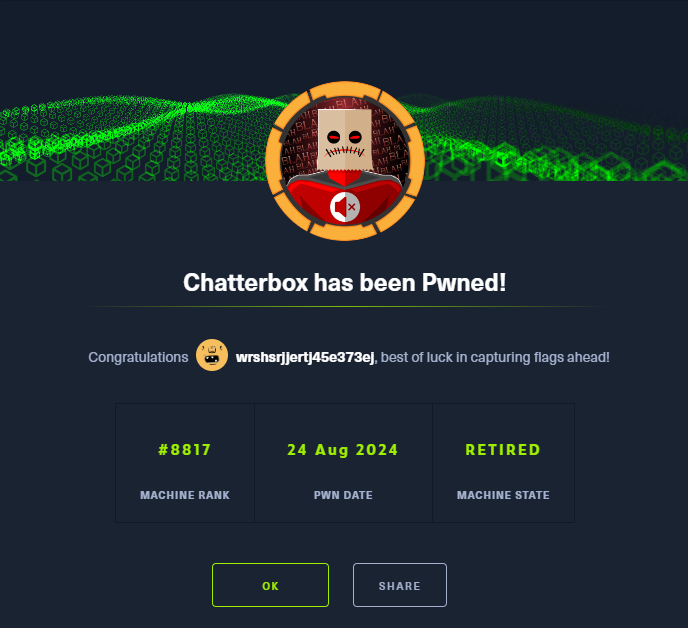 Chatterbox has been Pwned!
Congratulations wrshsrjjertj45e373ej, best of luck in capturing flags ahead!
#8817 24 Aug 2024 RETIRED
MACHINE RANK PWN DATE MACHINE STATE
OK SHARE